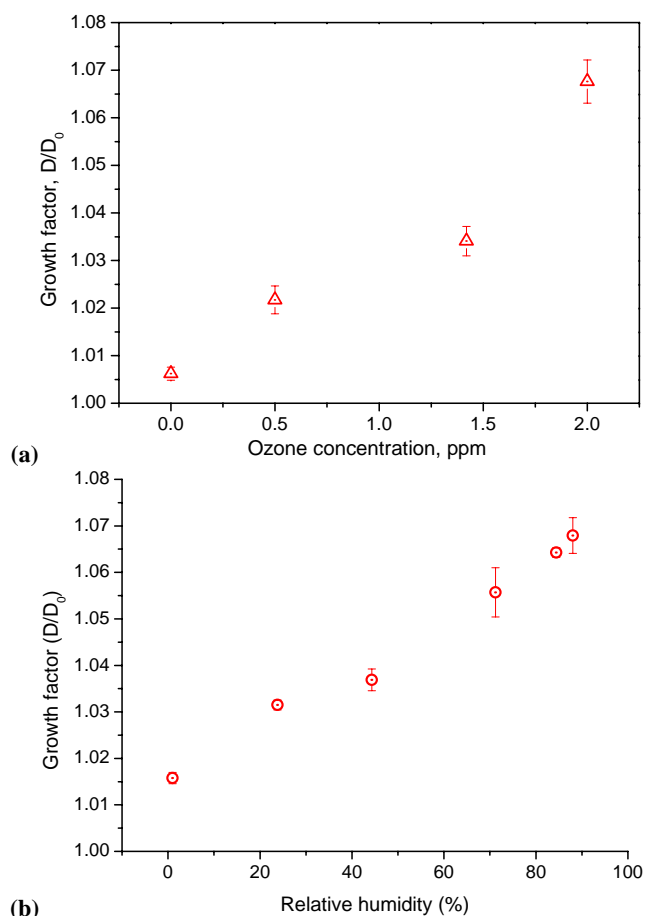 1.08
1.07
1.06
1.05
1.04
1.03
1.02
1.01
1.00
Growth factor, D/D0
0.0 0.5 1.0 1.5 2.0
Ozone concentration, ppm
(a)
1.08
1.07
1.06
1.05
1.04
1.03
1.02
1.01
1.00
Growth factor (D/D0)
0 20 40 60 80 100
Relative humidity (%)
(b)